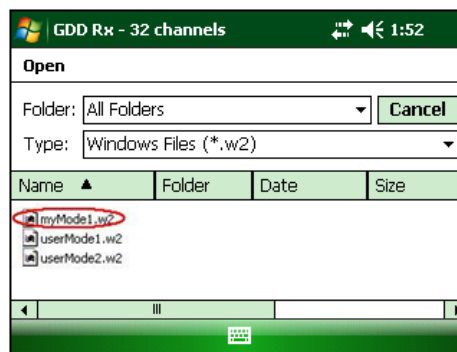 GDD Rx - 32 channels 1:52
Open
Folder: All Folders Cancel
Type: Windows Files (*.w2)
Name Folder Date Size
myMode1.w2
userMode1.w2
userMode2.w2